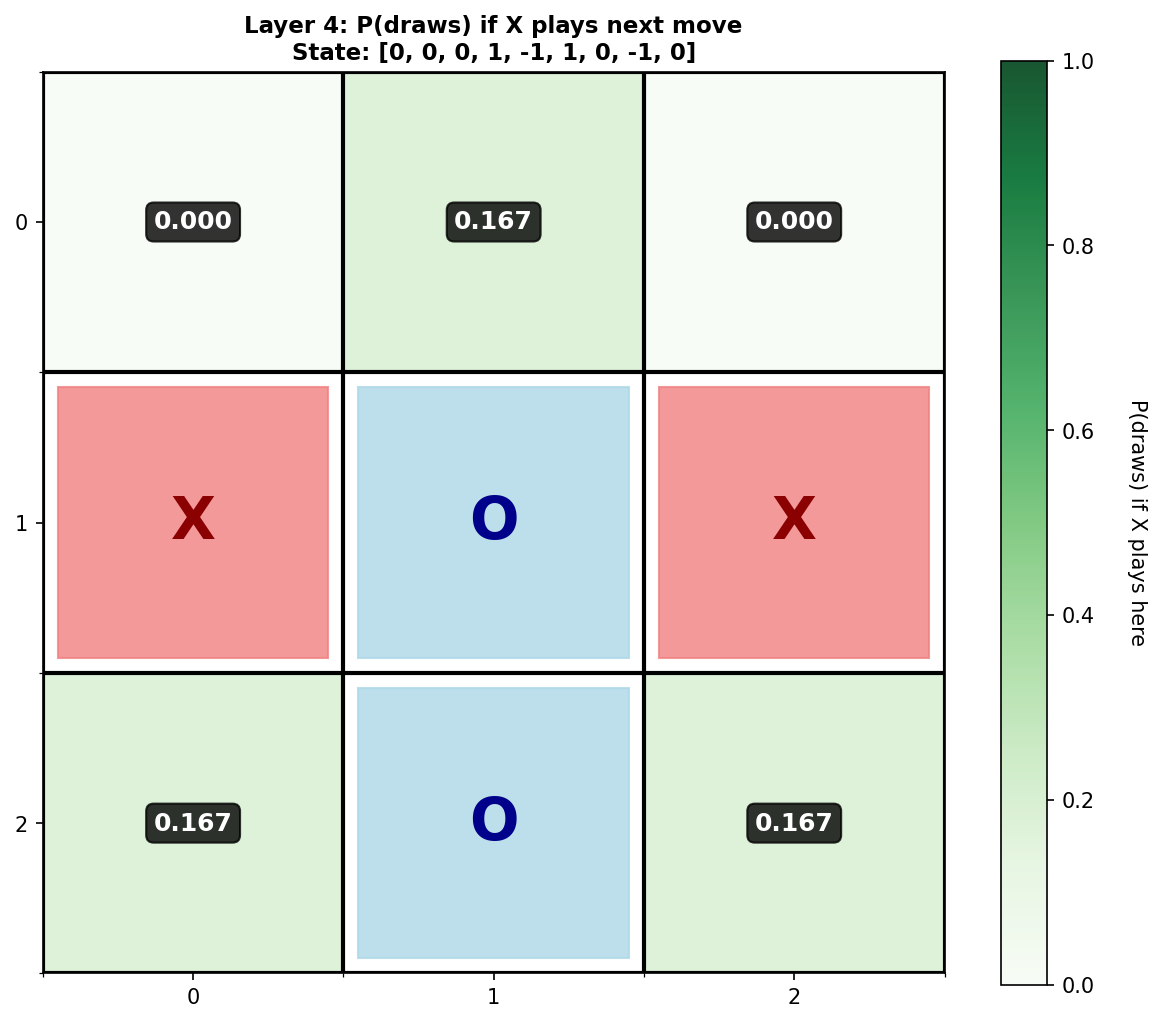 Layer 4: P(draws) if X plays next move
State: [0, 0, 0, 1, -1, 1, 0, -1, 0]
0.000
0.167
0.000
X
O
X
0.167
O
0.167
0
1
2
0
1
2
1.0
0.8
0.6
0.4
0.2
0.0
P(draws) if X plays here